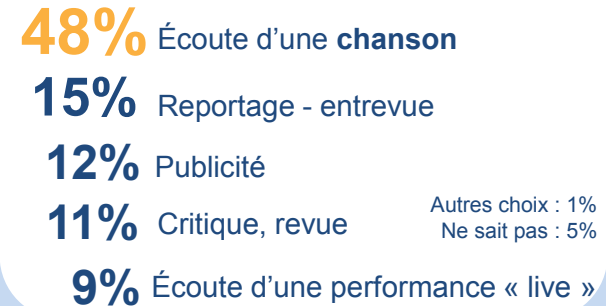 48% Écoute d’une chanson
15% Reportage - entrevue
12% Publicité
11% Critique, revue
Autres choix : 1%
Ne sait pas : 5%
9% Écoute d’une performance « live »